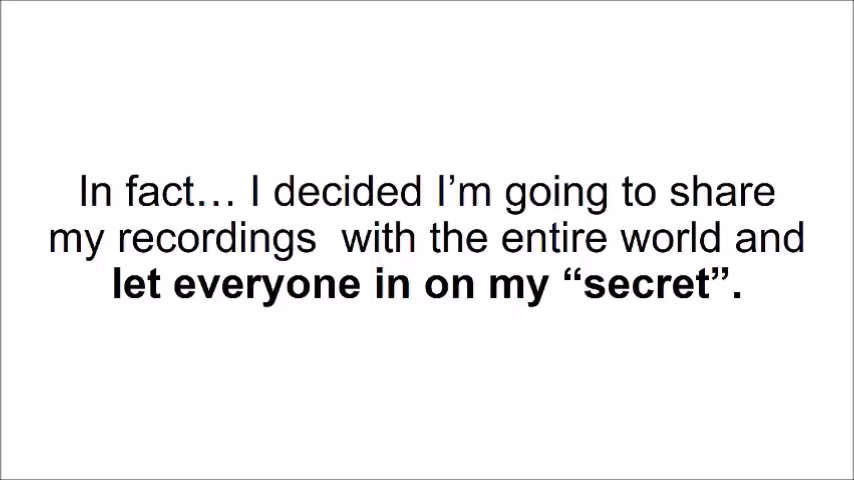 In fact… I decided I’m going to share
my recordings  with the entire world and
let everyone in on my “secret”.